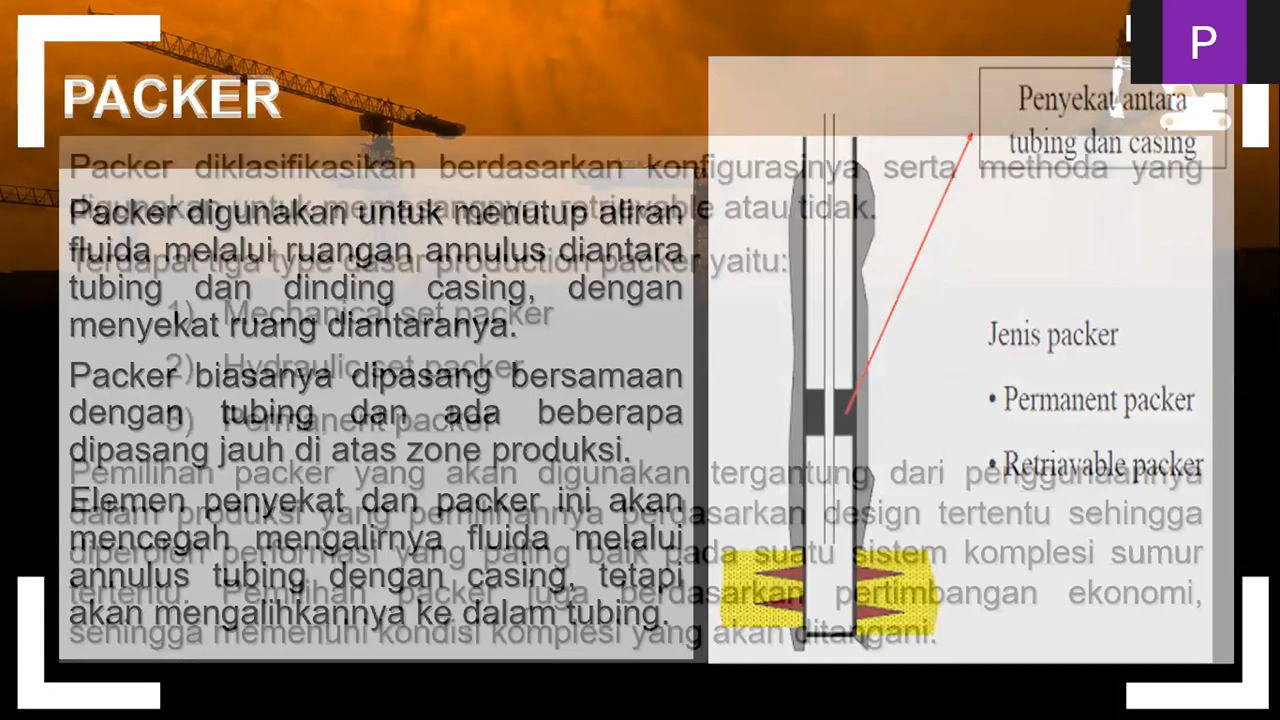 PACKER
P
Packer digunakan untuk menutup aliran
fluida melalui ruangan annulus diantara
tubing dan dinding casing, dengan
menyekat ruang diantaranya.
Packer biasanya dipasang bersamaan
dengan tubing dan ada beberapa
dipasang jauh di atas zone produksi.
Elemen penyekat dan packer ini akan
mencegah mengalirnya fluida melalui
annulus tubing dengan casing, tetapi
akan mengalihkannya ke dalam tubing.
Penyekat antara
tubing dan casing
Jenis packer
• Permanent packer
• Retriavable packer
Packer diklasifikasikan berdasarkan konfigurasinya serta methoda yang
digunakan untuk memasangnya, retrievable atau tidak.
Terdapat tiga type dasar production packer yaitu:
1) Mechanical set packer
2) Hydraulic set packer
3) Permanent packer
Pemilihan packer yang akan digunakan tergantung dari penggunaannya
dalam produksi yang pemilihannya berdasarkan design tertentu sehingga
diperoleh performasi yang paling baik pada suatu sistem komplesi sumur
tertentu. Pemilihan packer juga berdasarkan pertimbangan ekonomi,
sehingga memenuhi kondisi komplesi yang akan ditangani.